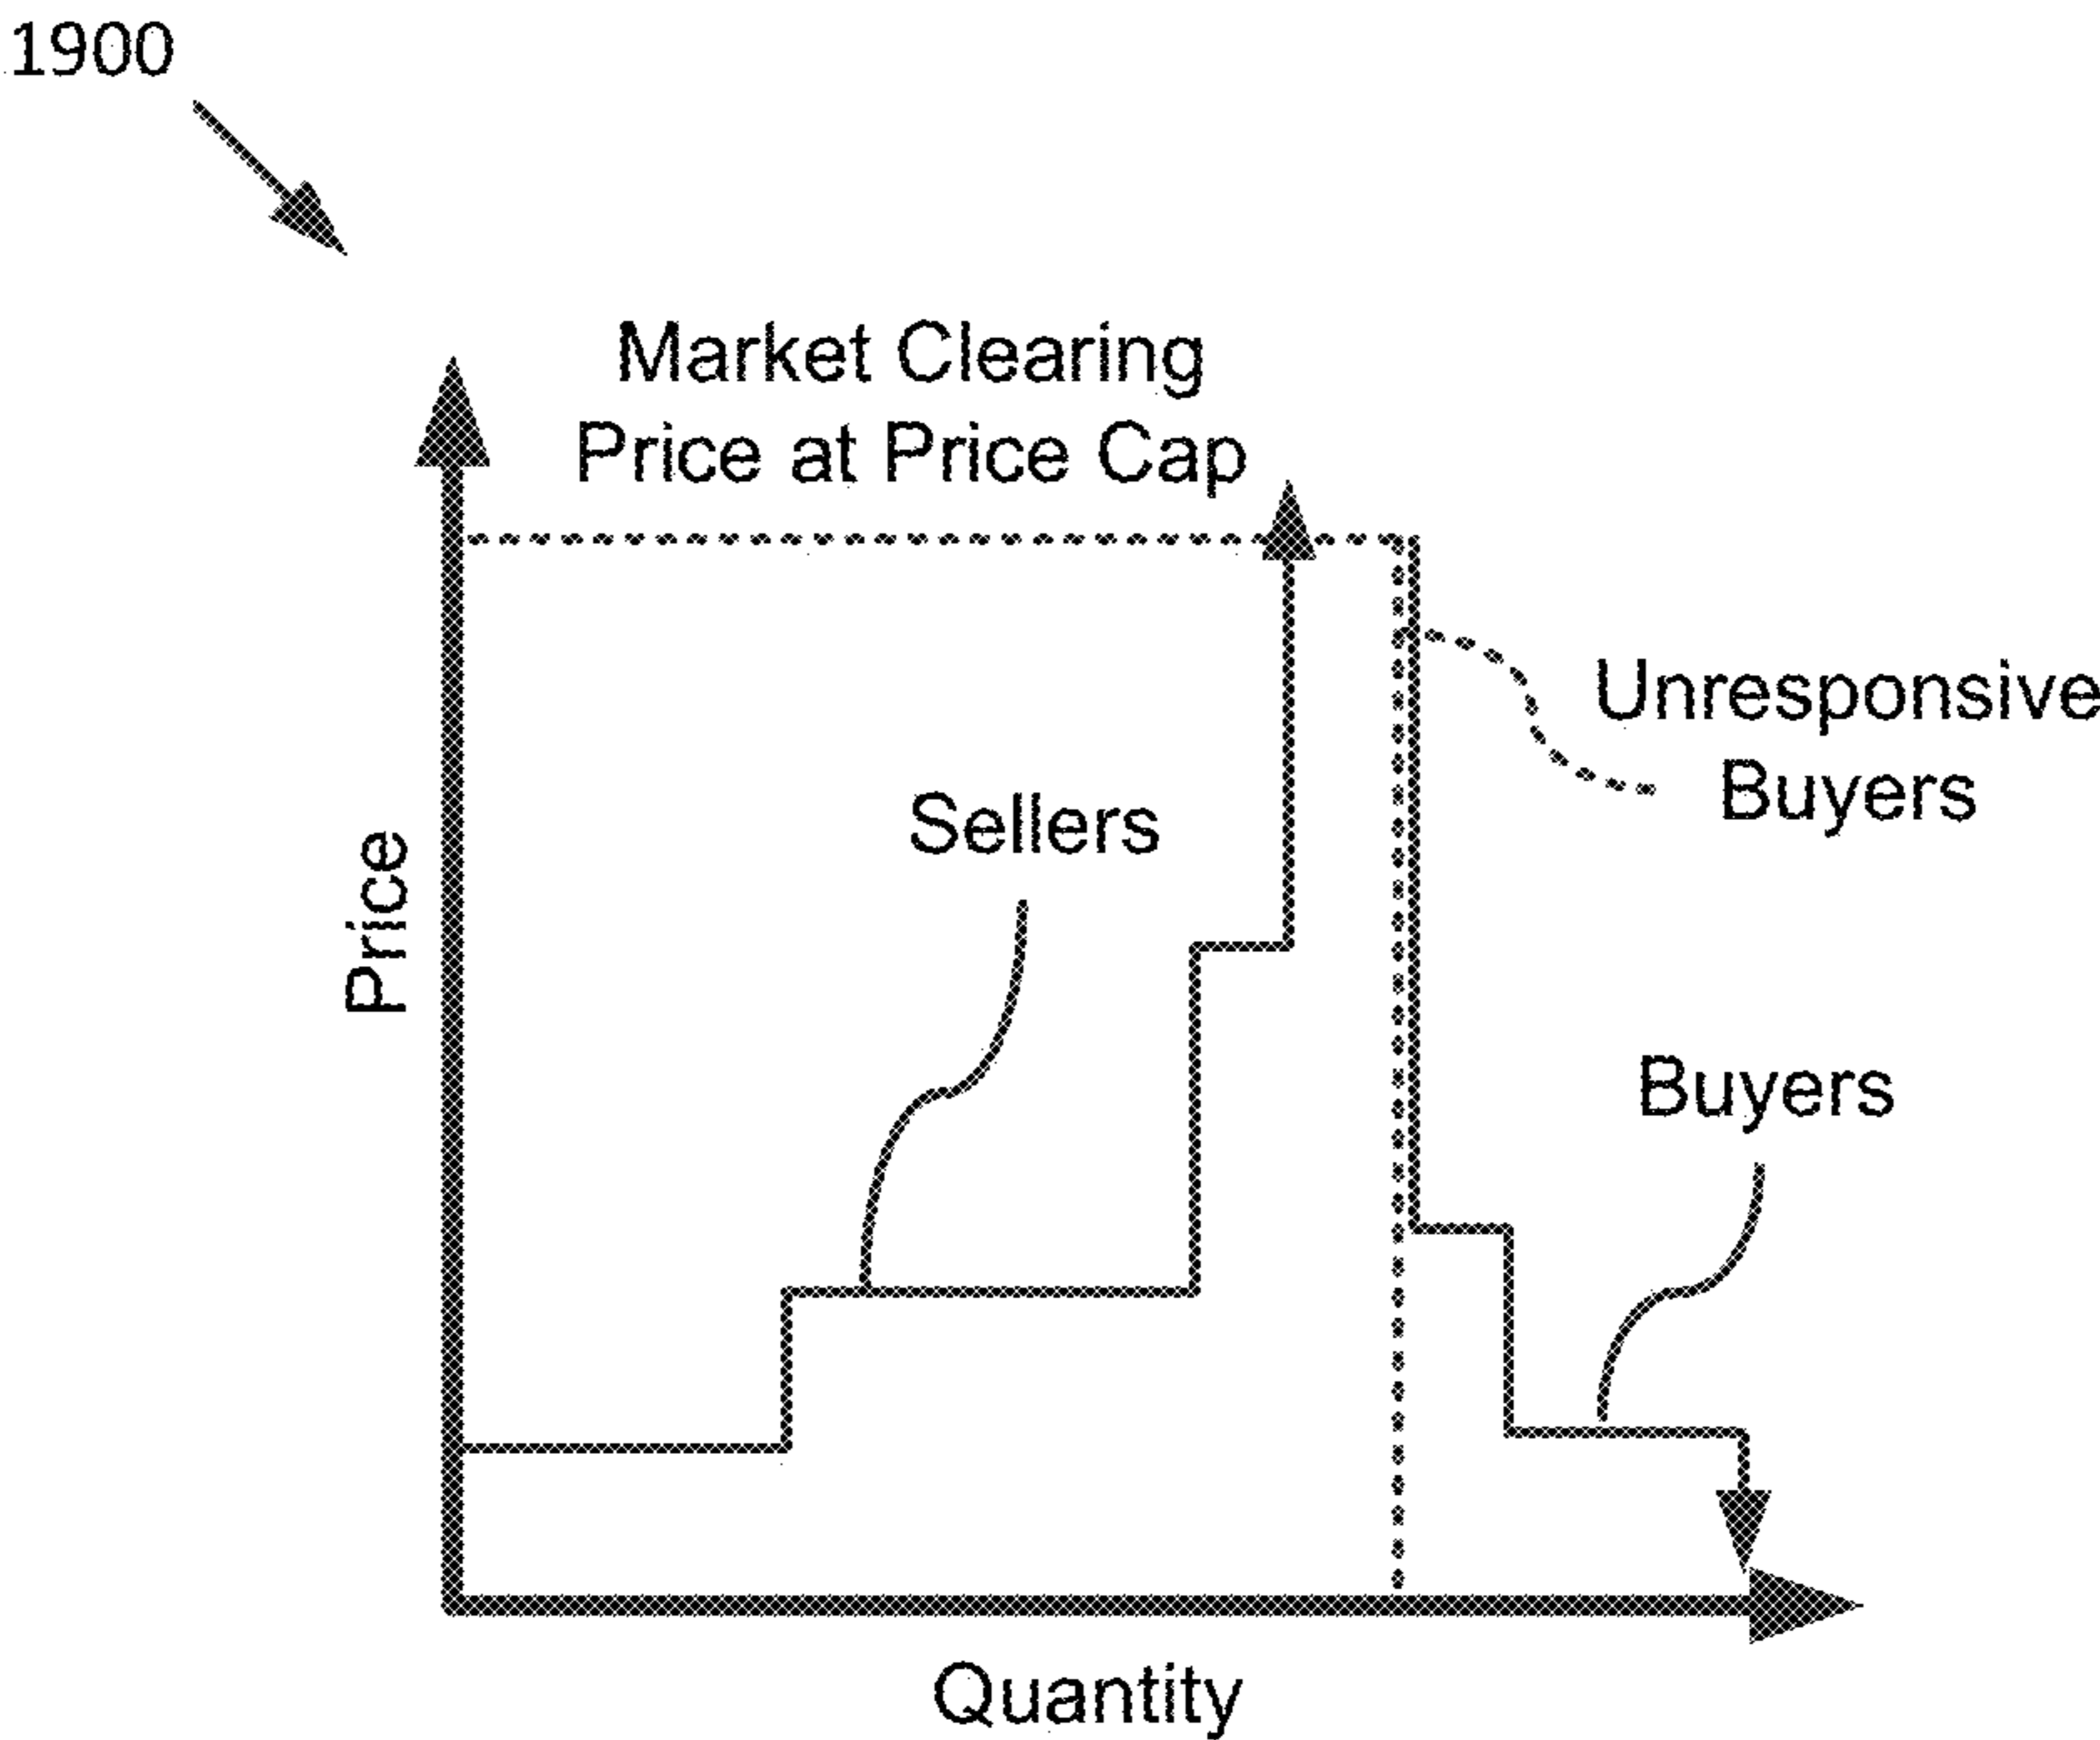 1900
Market Clearing
Price at Price Cap
Unresponsive
Buyers
Sellers
Price
Buyers
Quantity